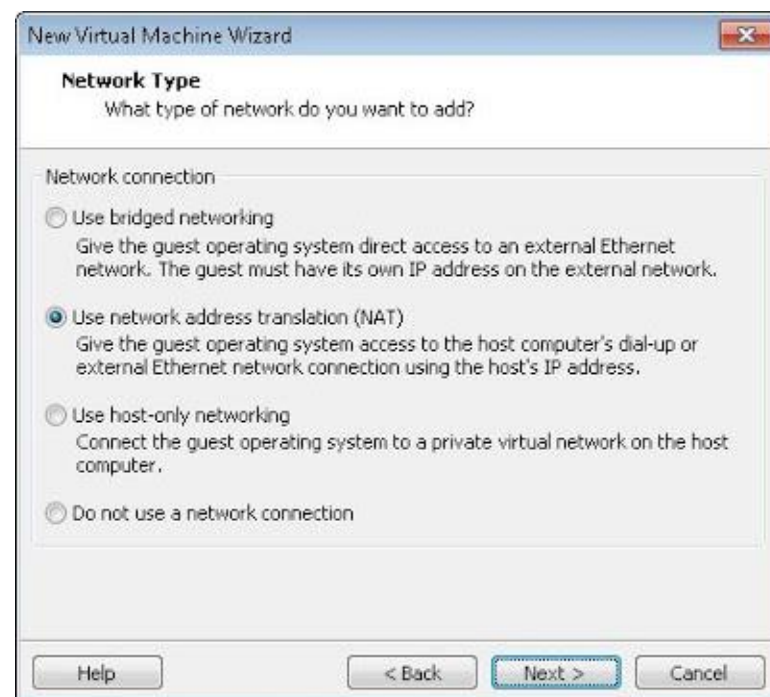 New Virtual Machine Wizard
Network Type
What type of network do you want to add?
Network connection
Use bridged networking
Give the guest operating system direct access to an external Ethernet
network. The guest must have its own IP address on the external network.
Use network address translation (NAT)
Give the guest operating system access to the host computer's dial-up or
external Ethernet network connection using the host's IP address.
Use host-only networking
Connect the guest operating system to a private virtual network on the host
computer.
Do not use a network connection
Help < Back Next > Cancel